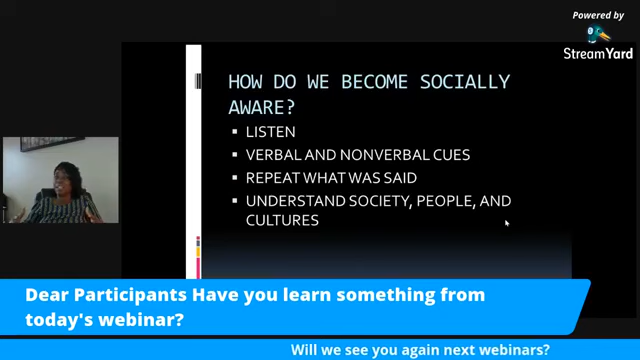 Powered by
StreamYard
HOW DO WE BECOME SOCIALLY
AWARE?
▪ LISTEN
▪ VERBAL AND NONVERBAL CUES
▪ REPEAT WHAT WAS SAID
▪ UNDERSTAND SOCIETY, PEOPLE, AND
CULTURES
Dear Participants Have you learn something from
today's webinar?
Will we see you again next webinars?